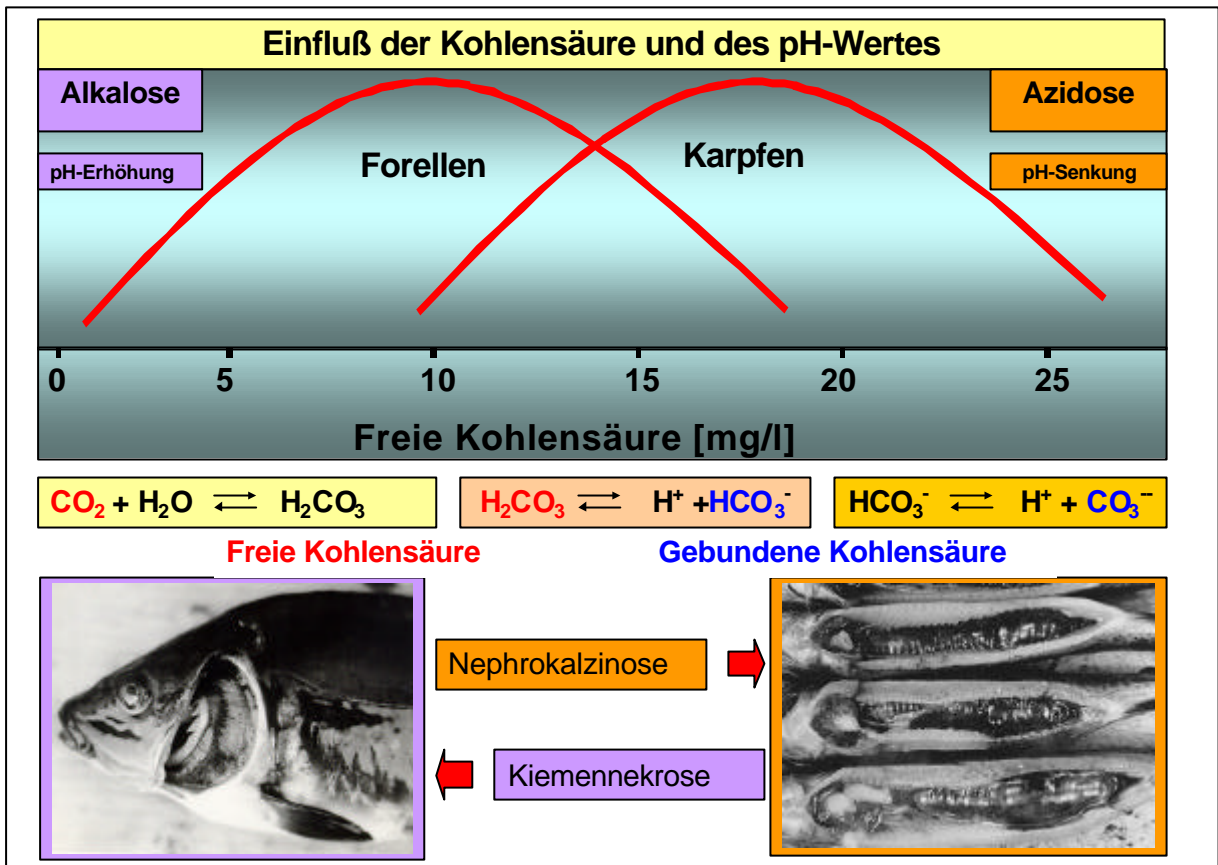 Einfluß der Kohlensäure und des pH-Wertes
Alkalose
Azidose
pH-Erhöhung
Forellen
Karpfen
pH-Senkung
0 5 10 15 20 25
Freie Kohlensäure [mg/l]
CO₂ + H₂O ⇌ H₂CO₃
H₂CO₃ ⇌ H⁺ +HCO₃⁻
HCO₃⁻ ⇌ H⁺ + CO₃⁻⁻
Freie Kohlensäure
Gebundene Kohlensäure
Nephrokalzinose
Kiemennekrose